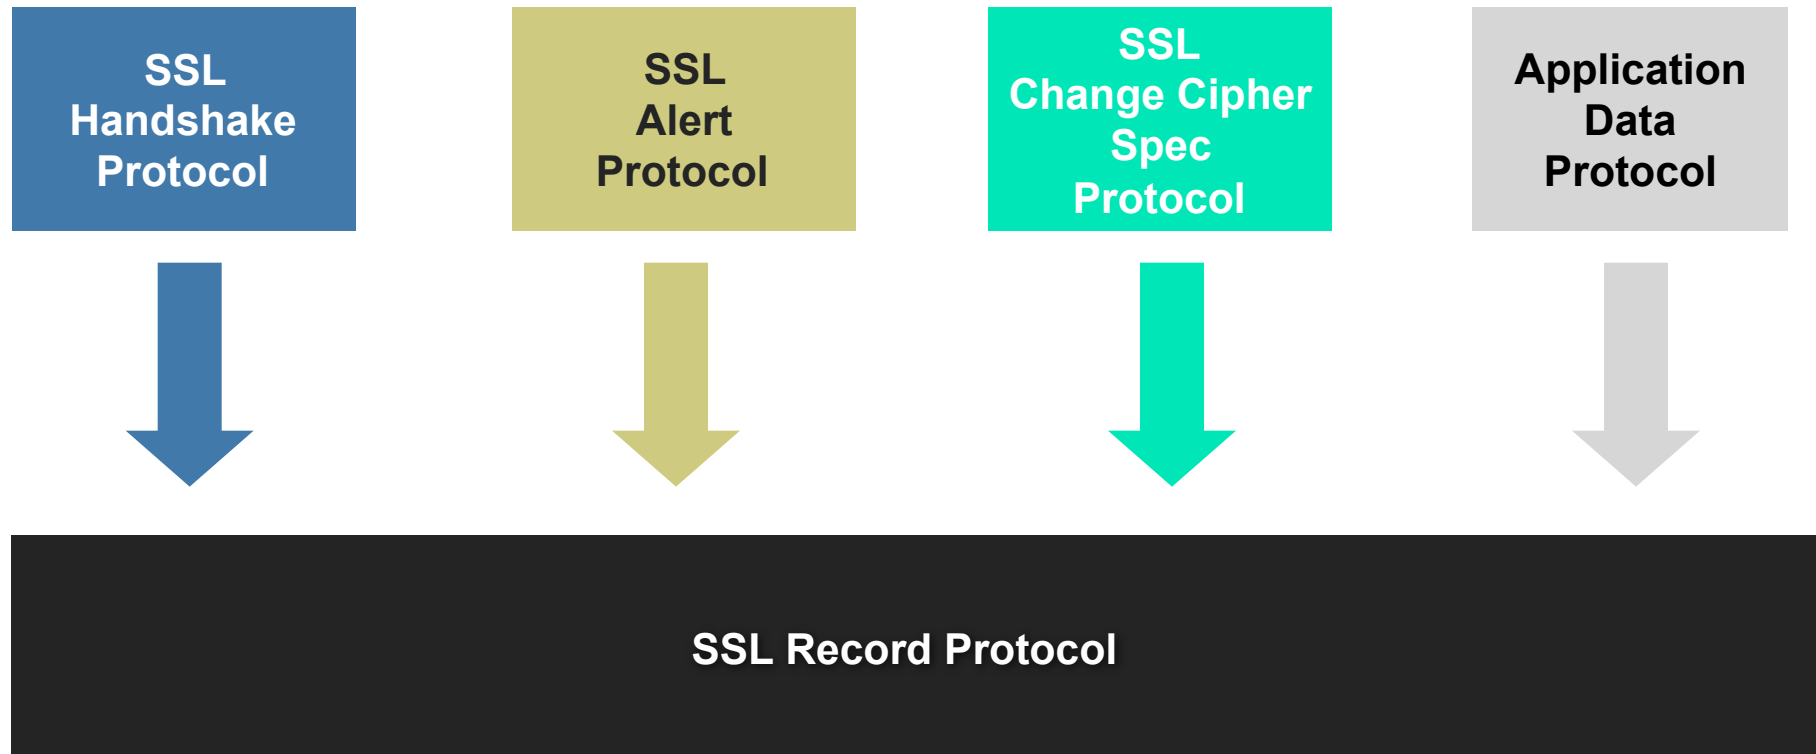 SSL
Handshake
Protocol
SSL
Alert
Protocol
SSL
Change Cipher
Spec
Protocol
Application
Data
Protocol
SSL Record Protocol